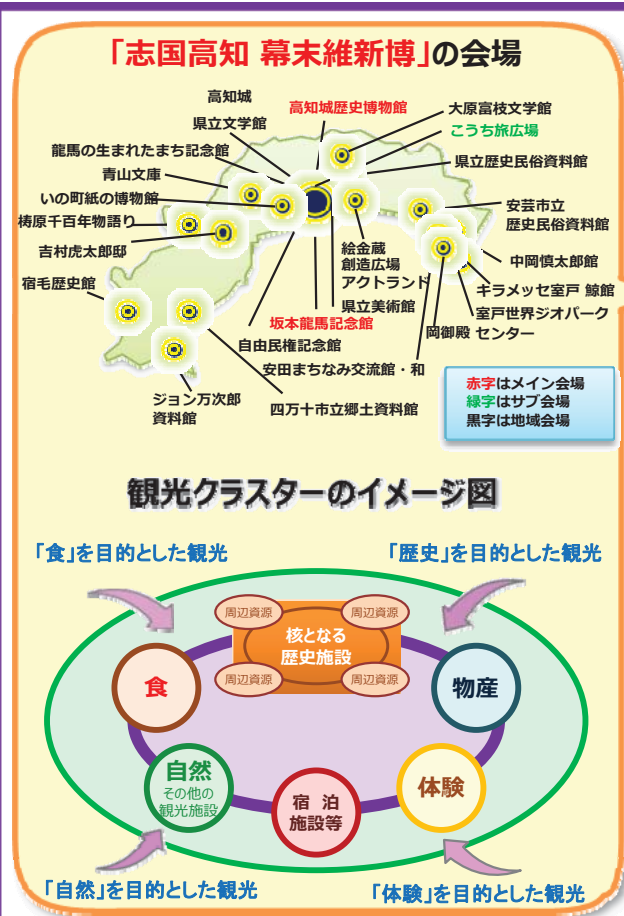 「志国高知 幕末維新博」の会場
高知城
高知城歴史博物館
大原富枝文学館
県立文学館
こうち旅広場
龍馬の生まれたまち記念館
県立歴史民俗資料館
青山文庫
いの町紙の博物館
安芸市立
歴史民俗資料館
梼原千百年物語り
吉村虎太郎邸
絵金蔵
創造広場
アクトランド
中岡慎太郎館
宿毛歴史館
キラメッセ室戸 鯨館
県立美術館
室戸世界ジオパーク
センター
坂本龍馬記念館
岡御殿
自由民権記念館
安田まちなみ交流館・和
ジョン万次郎
資料館
四万十市立郷土資料館
赤字はメイン会場
緑字はサブ会場
黒字は地域会場
観光クラスターのイメージ図
「食」を目的とした観光
「歴史」を目的とした観光
周辺資源
周辺資源
核となる
歴史施設
周辺資源
周辺資源
食
物産
自然
その他の
観光施設
宿 泊
施設等
体験
「自然」を目的とした観光
「体験」を目的とした観光